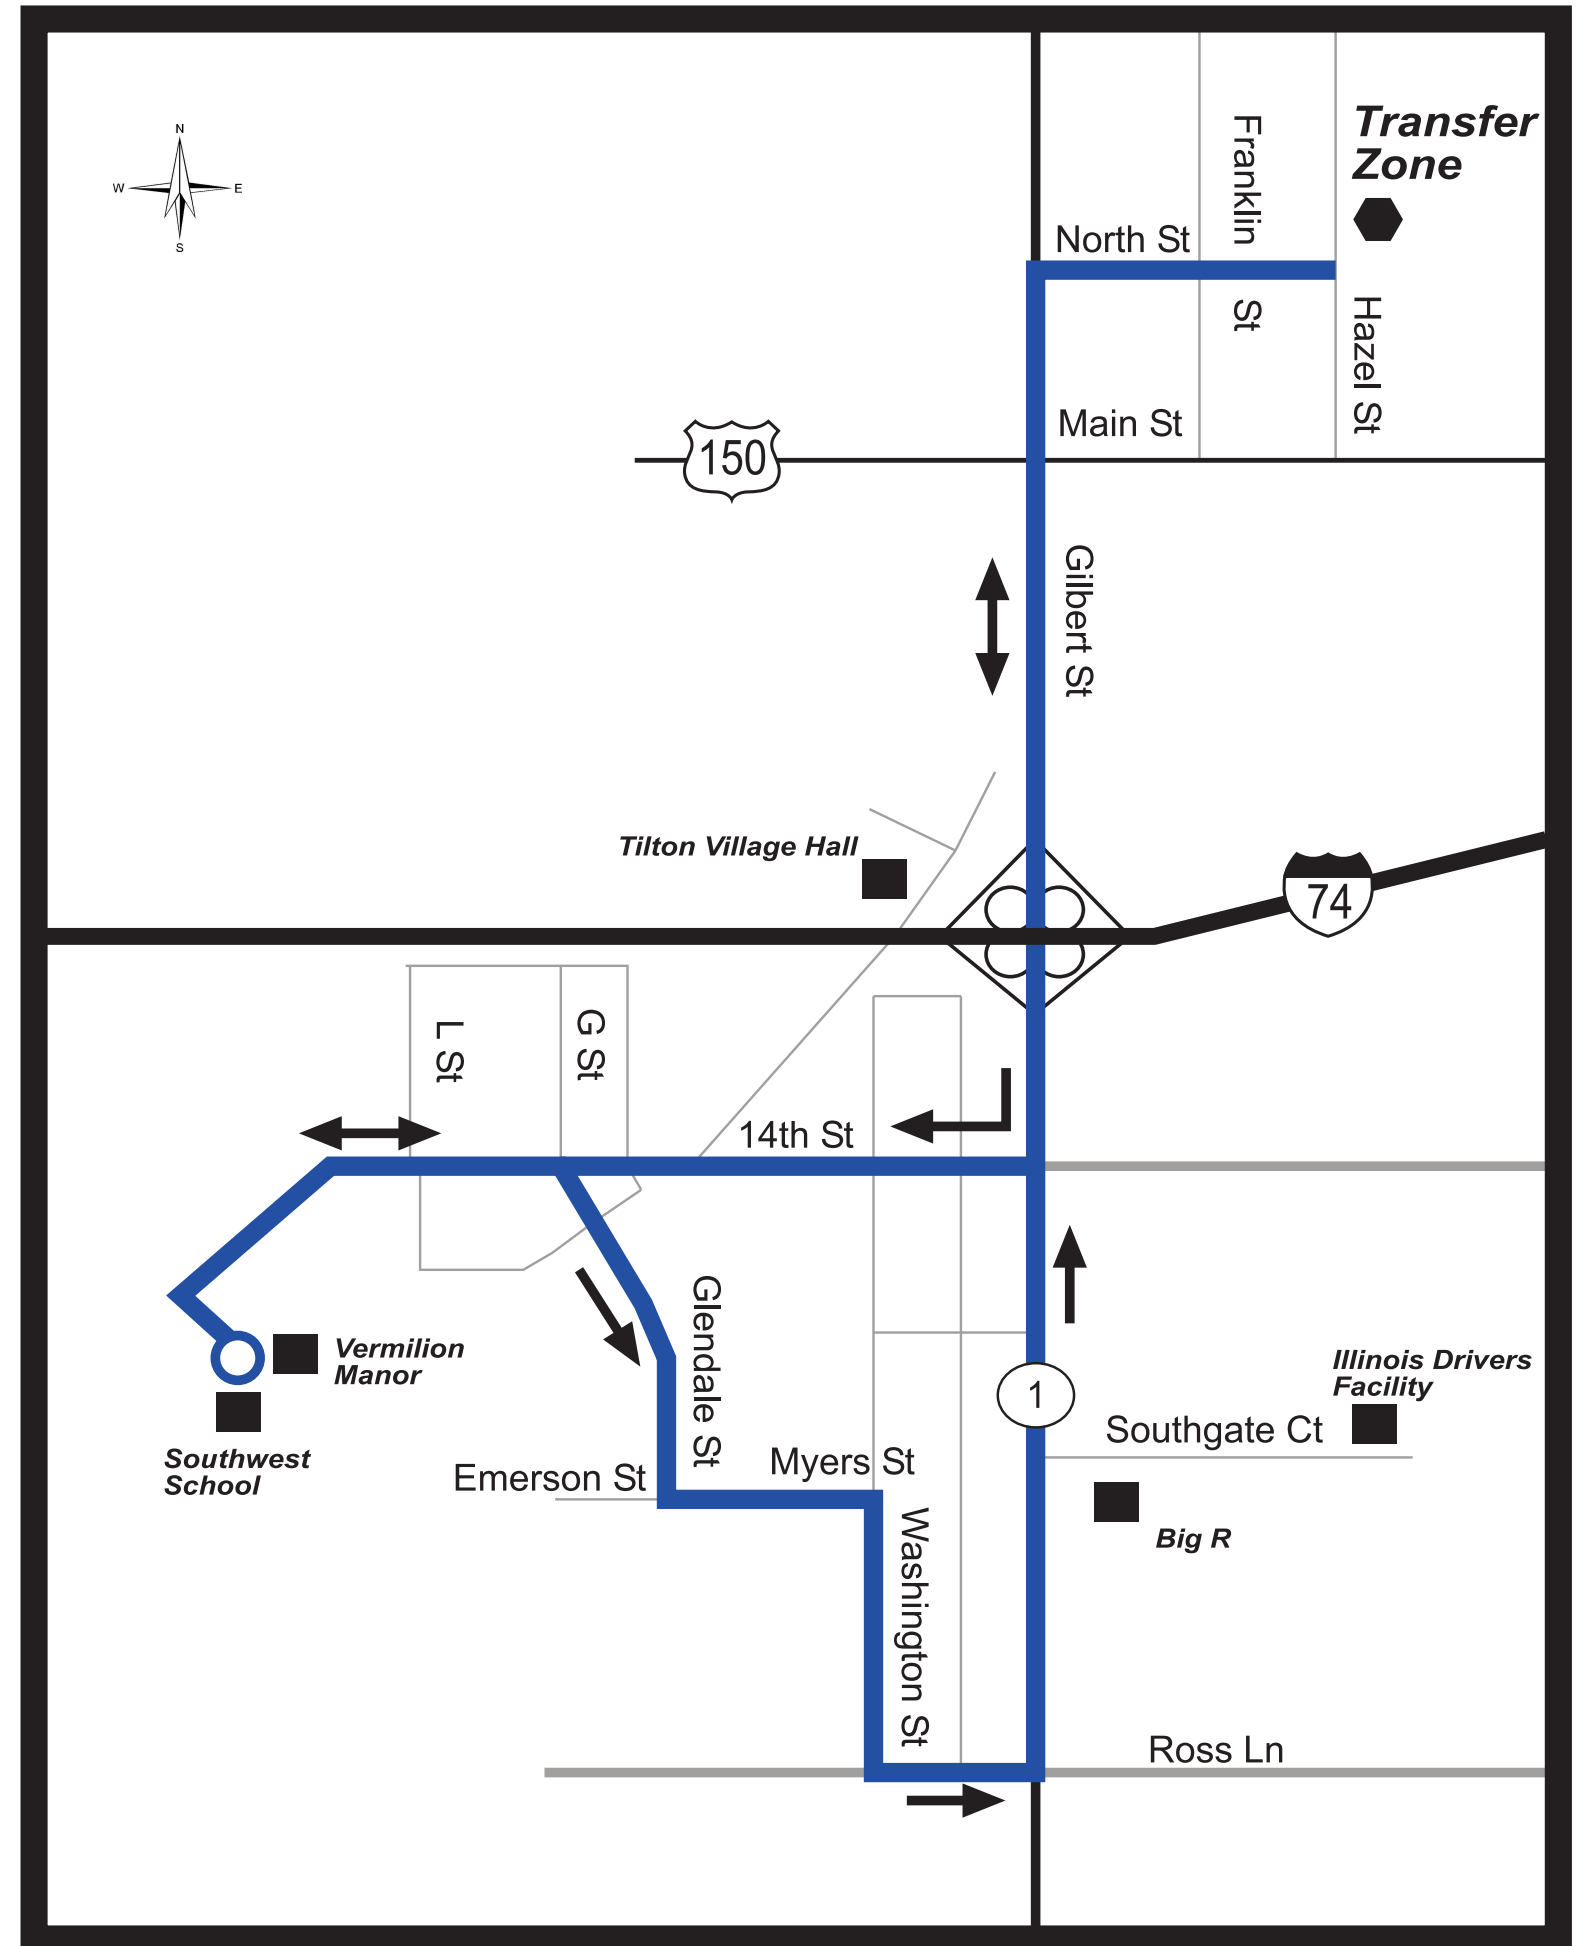 N
W E
S
Transfer
Zone
Franklin St
North St
Hazel St
Main St
150
Gilbert St
Tilton Village Hall
74
L St
G St
14th St
Glendale St
Vermilion
Manor
Illinois Drivers
Facility
1
Southgate Ct
Southwest
School
Emerson St
Myers St
Washington St
Big R
Ross Ln